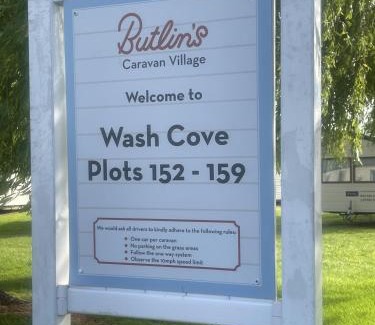 Butlin's
Caravan Village
Welcome to
Wash Cove
Plots 152 - 159
We would ask all drivers to kindly adhere to the following rules:
One car per caravan
No parking on the grass areas
Follow the one way system
Observe the 10mph speed limit